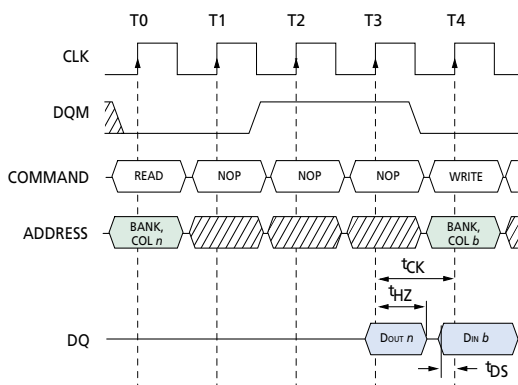 T0 T1 T2 T3 T4
CLK
DQM
COMMAND READ NOP NOP NOP WRITE
ADDRESS BANK, COL n BANK, COL b
tCK
tHZ
DQ DOUT n DIN b
tDS